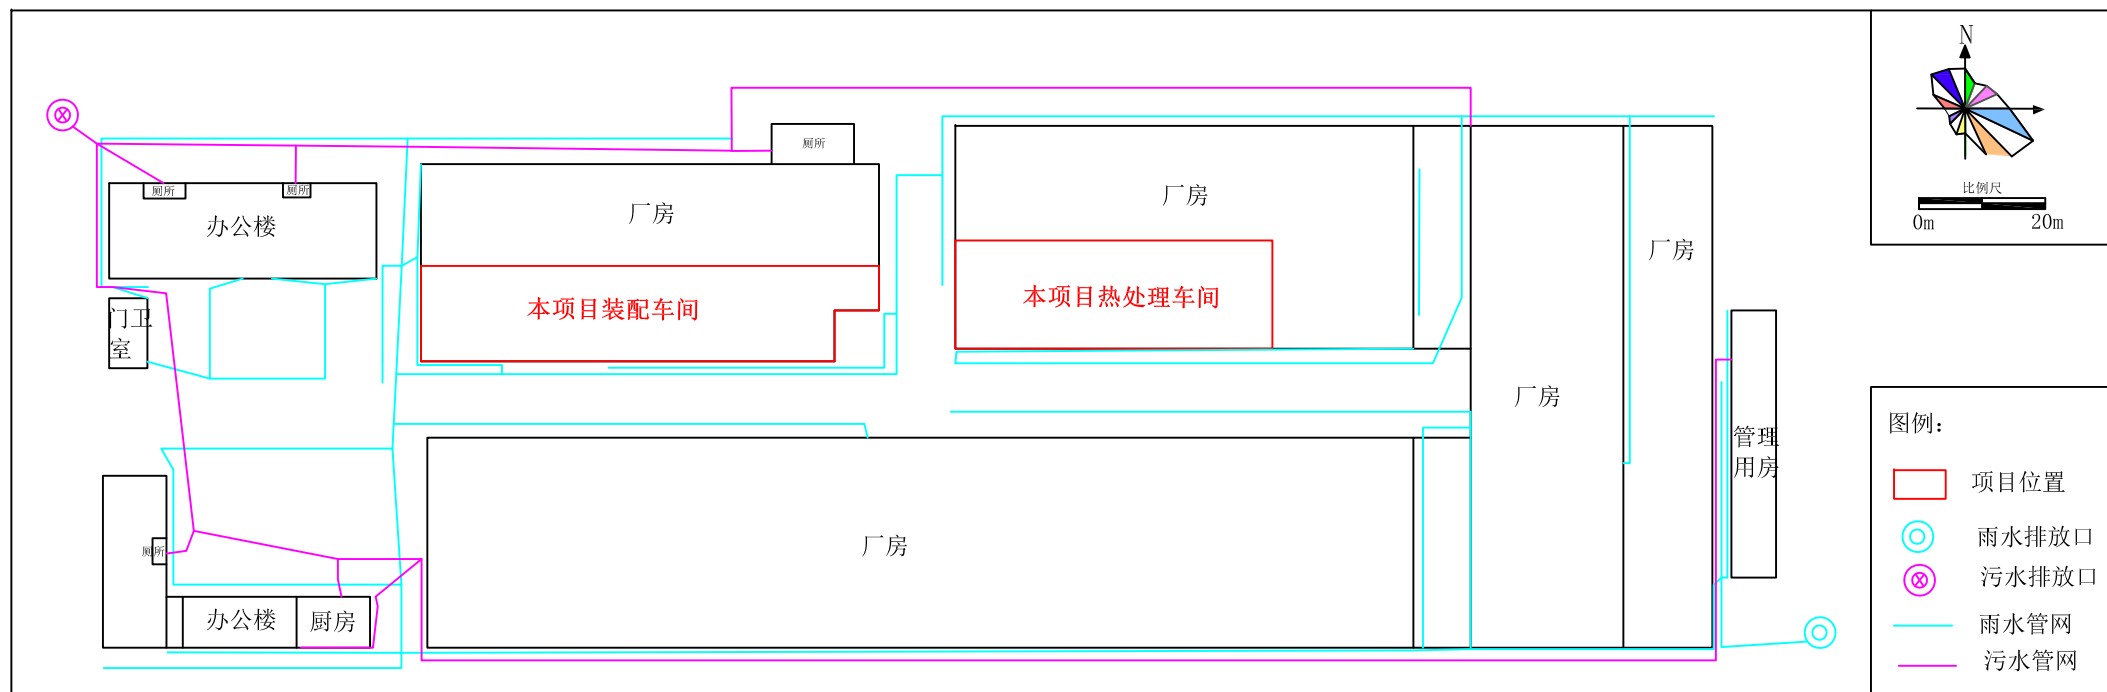 N
厕所
厕所
厕所
办公楼
厂房
厂房
厂房
比例尺
0m
20m
本项目装配车间
本项目热处理车间
门卫
室
厂房
管理
用房
图例：
项目位置
厕所
厂房
雨水排放口
污水排放口
办公楼
厨房
雨水管网
污水管网